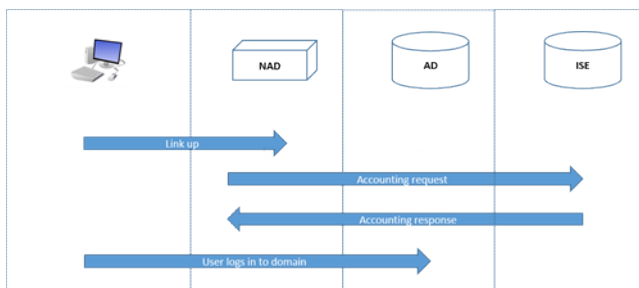 NAD
AD
ISE
Link up
Accounting request
Accounting response
User logs in to domain